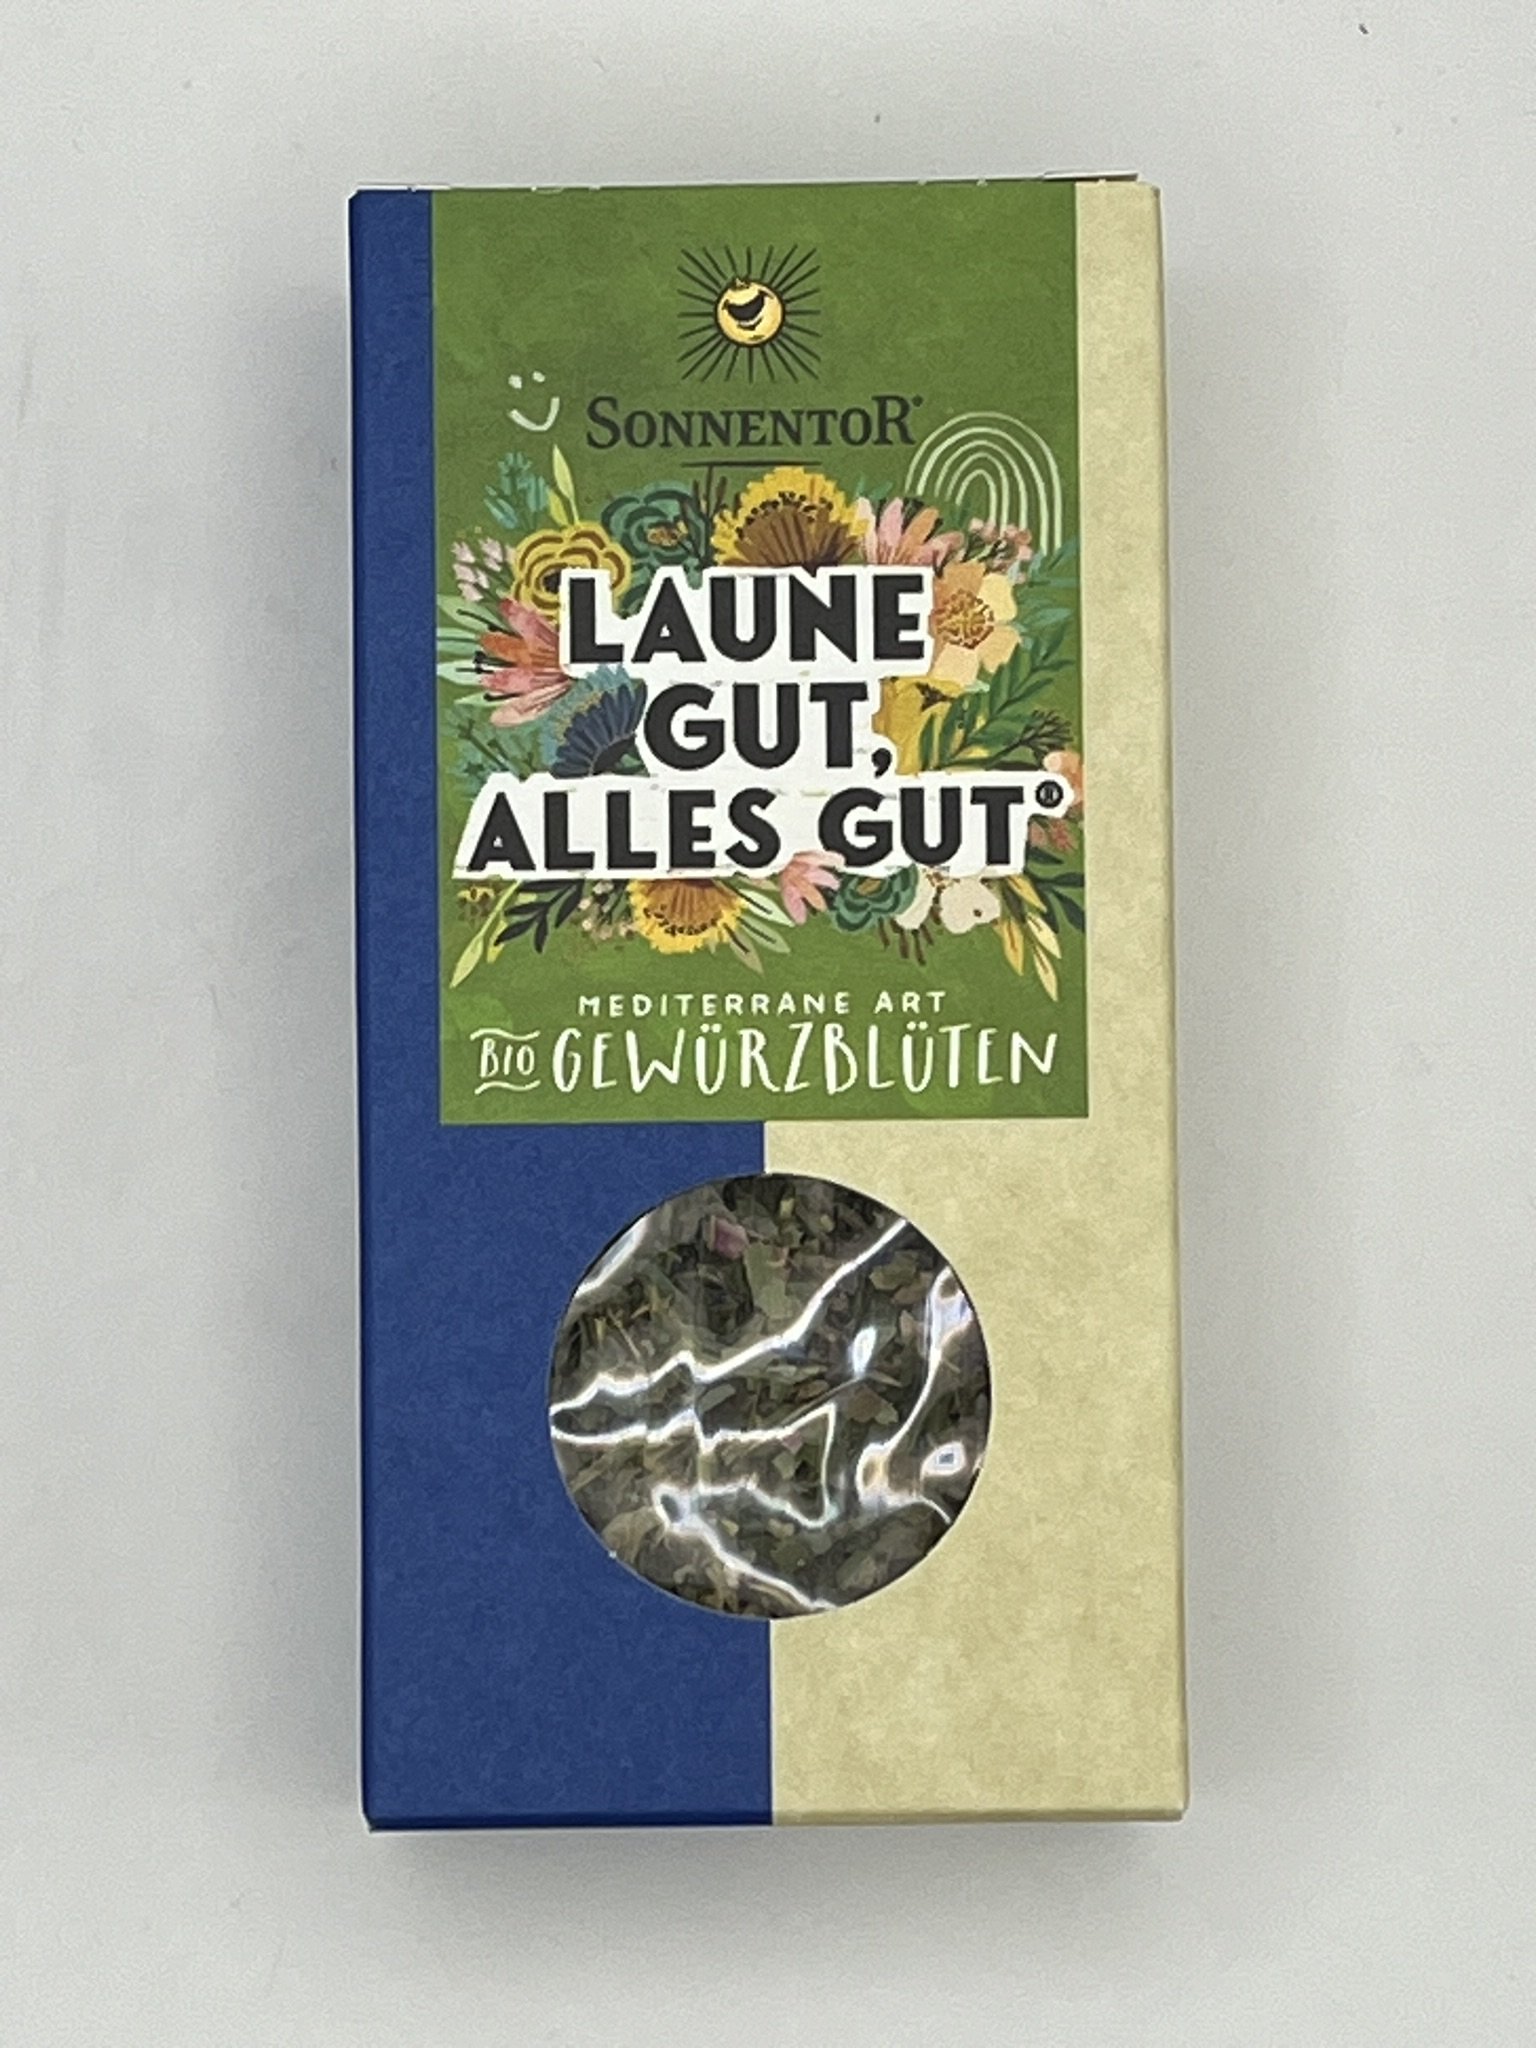 SONNENTOR®
LAUNE
GUT,
ALLES GUT®
MEDITERRANE ART
BIO GEWÜRZBLÜTEN